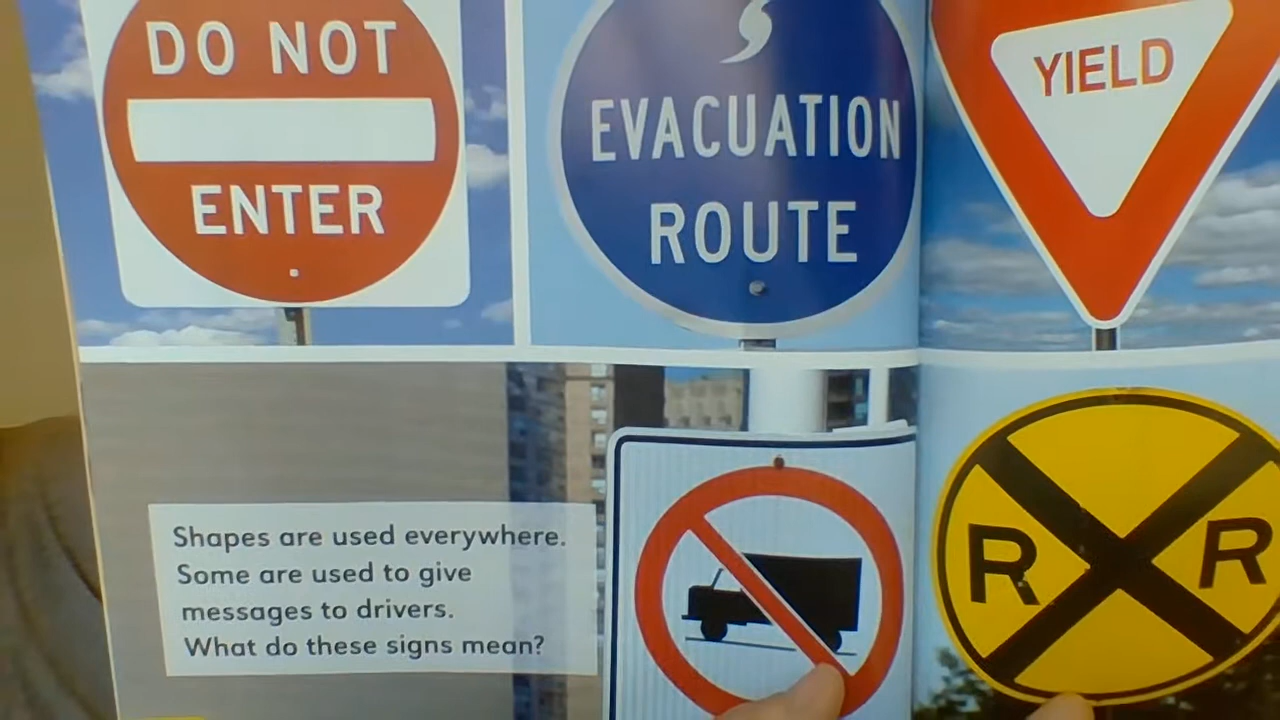 DO NOT
ENTER
EVACUATION
ROUTE
YIELD
Shapes are used everywhere.
Some are used to give
messages to drivers.
What do these signs mean?
R R